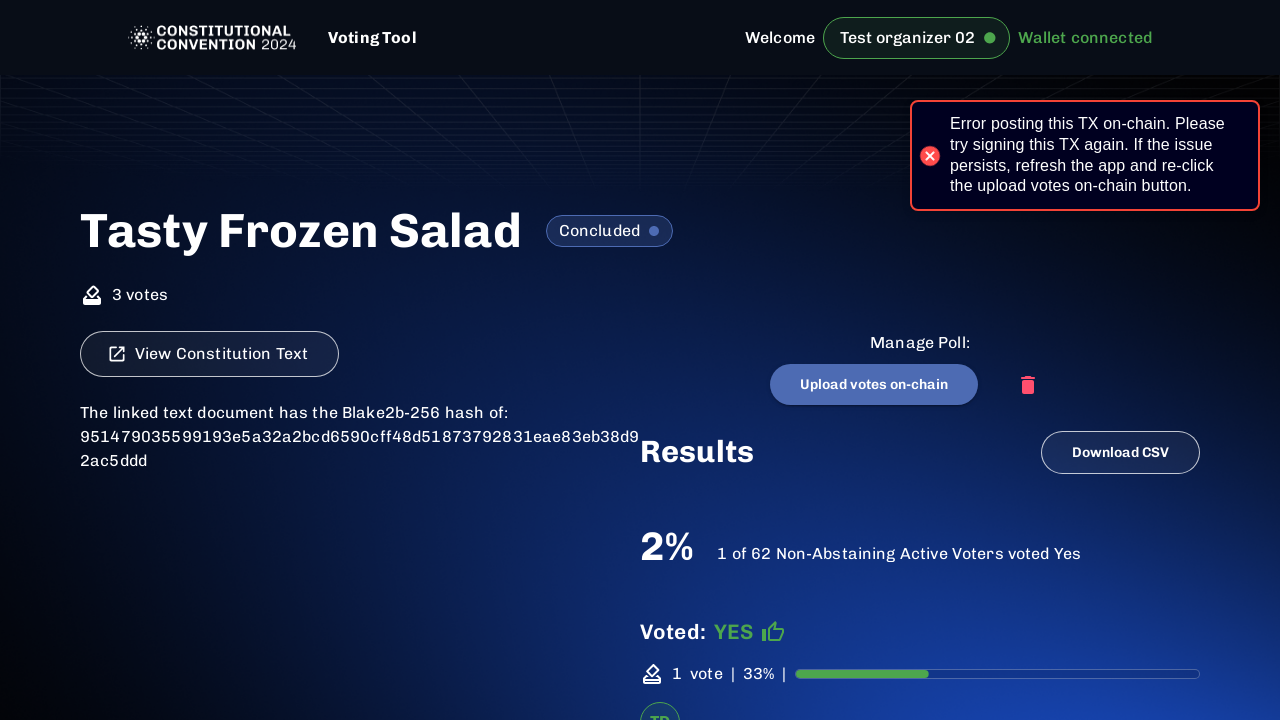 CONSTITUTIONAL
CONVENTION 2024
Voting Tool
Welcome
Test organizer 02
Wallet connected
Error posting this TX on-chain. Please
try signing this TX again. If the issue
persists, refresh the app and re-click
the upload votes on-chain button.
Tasty Frozen Salad
Concluded
3 votes
View Constitution Text
The linked text document has the Blake2b-256 hash of:
951479035599193e5a32a2bcd6590cff48d51873792831eae83eb38d9
2ac5ddd
Manage Poll:
Upload votes on-chain
Results
Download CSV
2%
1 of 62 Non-Abstaining Active Voters voted Yes
Voted: YES
1 vote | 33% |